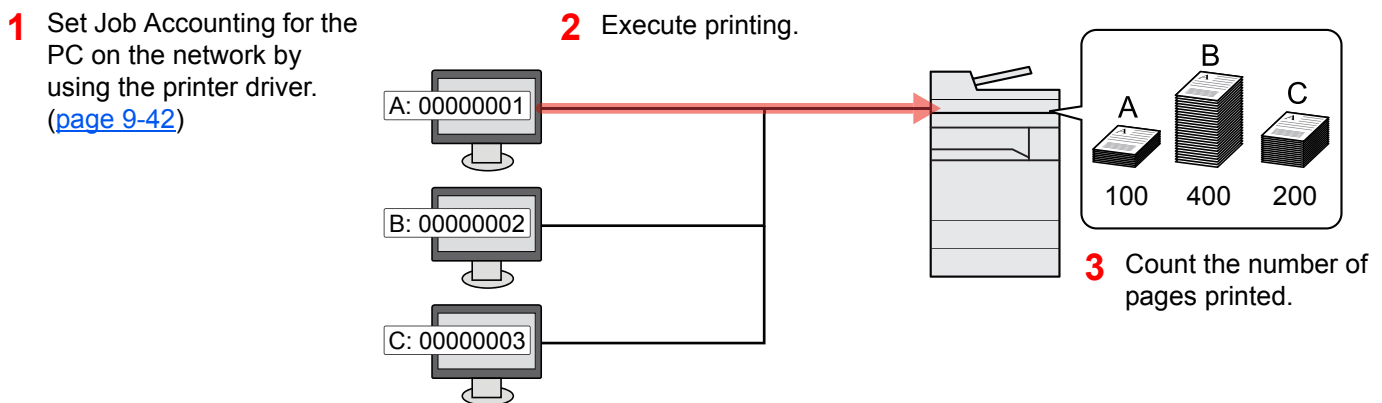 1 Set Job Accounting for the
PC on the network by
using the printer driver.
(page 9-42)
2 Execute printing.
A: 00000001
B: 00000002
C: 00000003
A
B
C
A
A
A
100
400
200
3 Count the number of
pages printed.